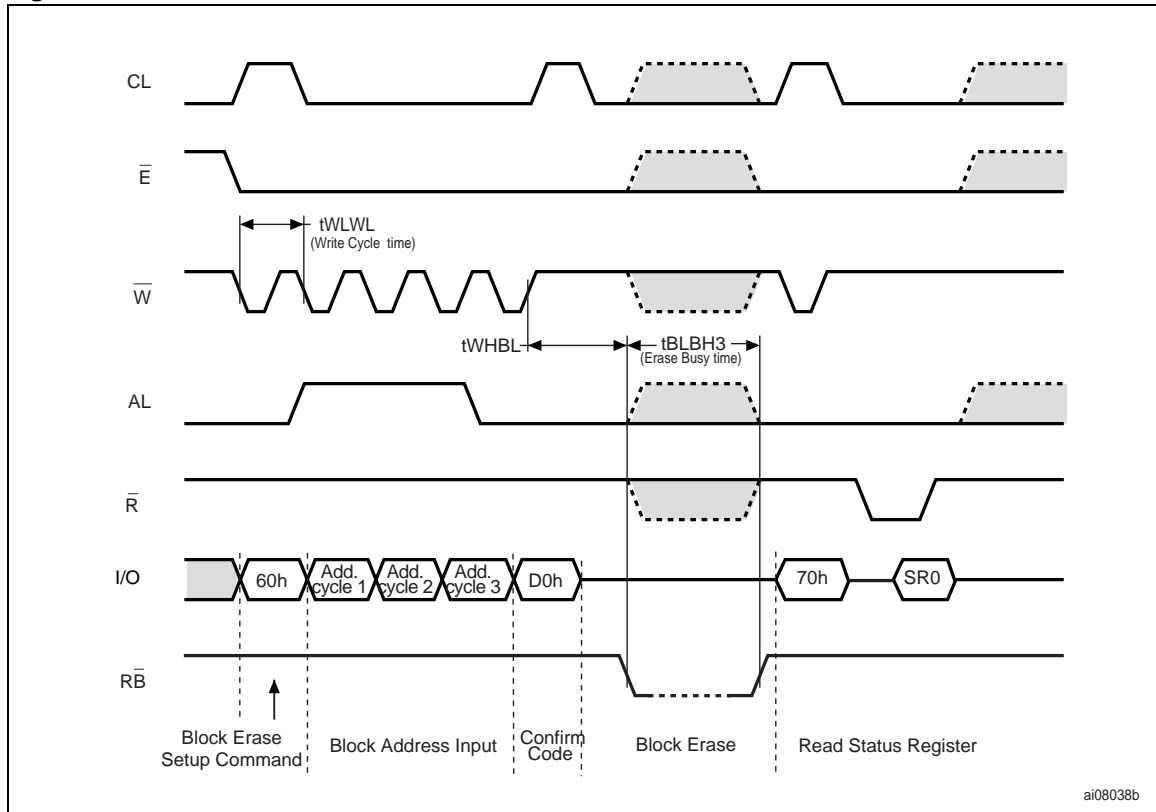 CL
E̅
tWLWL
(Write Cycle time)
W̅
tWHBL
tBLBH3
(Erase Busy time)
AL
R̅
I/O
60h
Add.
cycle 1
Add.
cycle 2
Add.
cycle 3
D0h
70h
SR0
RB̅
Block Erase
Setup Command
Block Address Input
Confirm
Code
Block Erase
Read Status Register
ai08038b